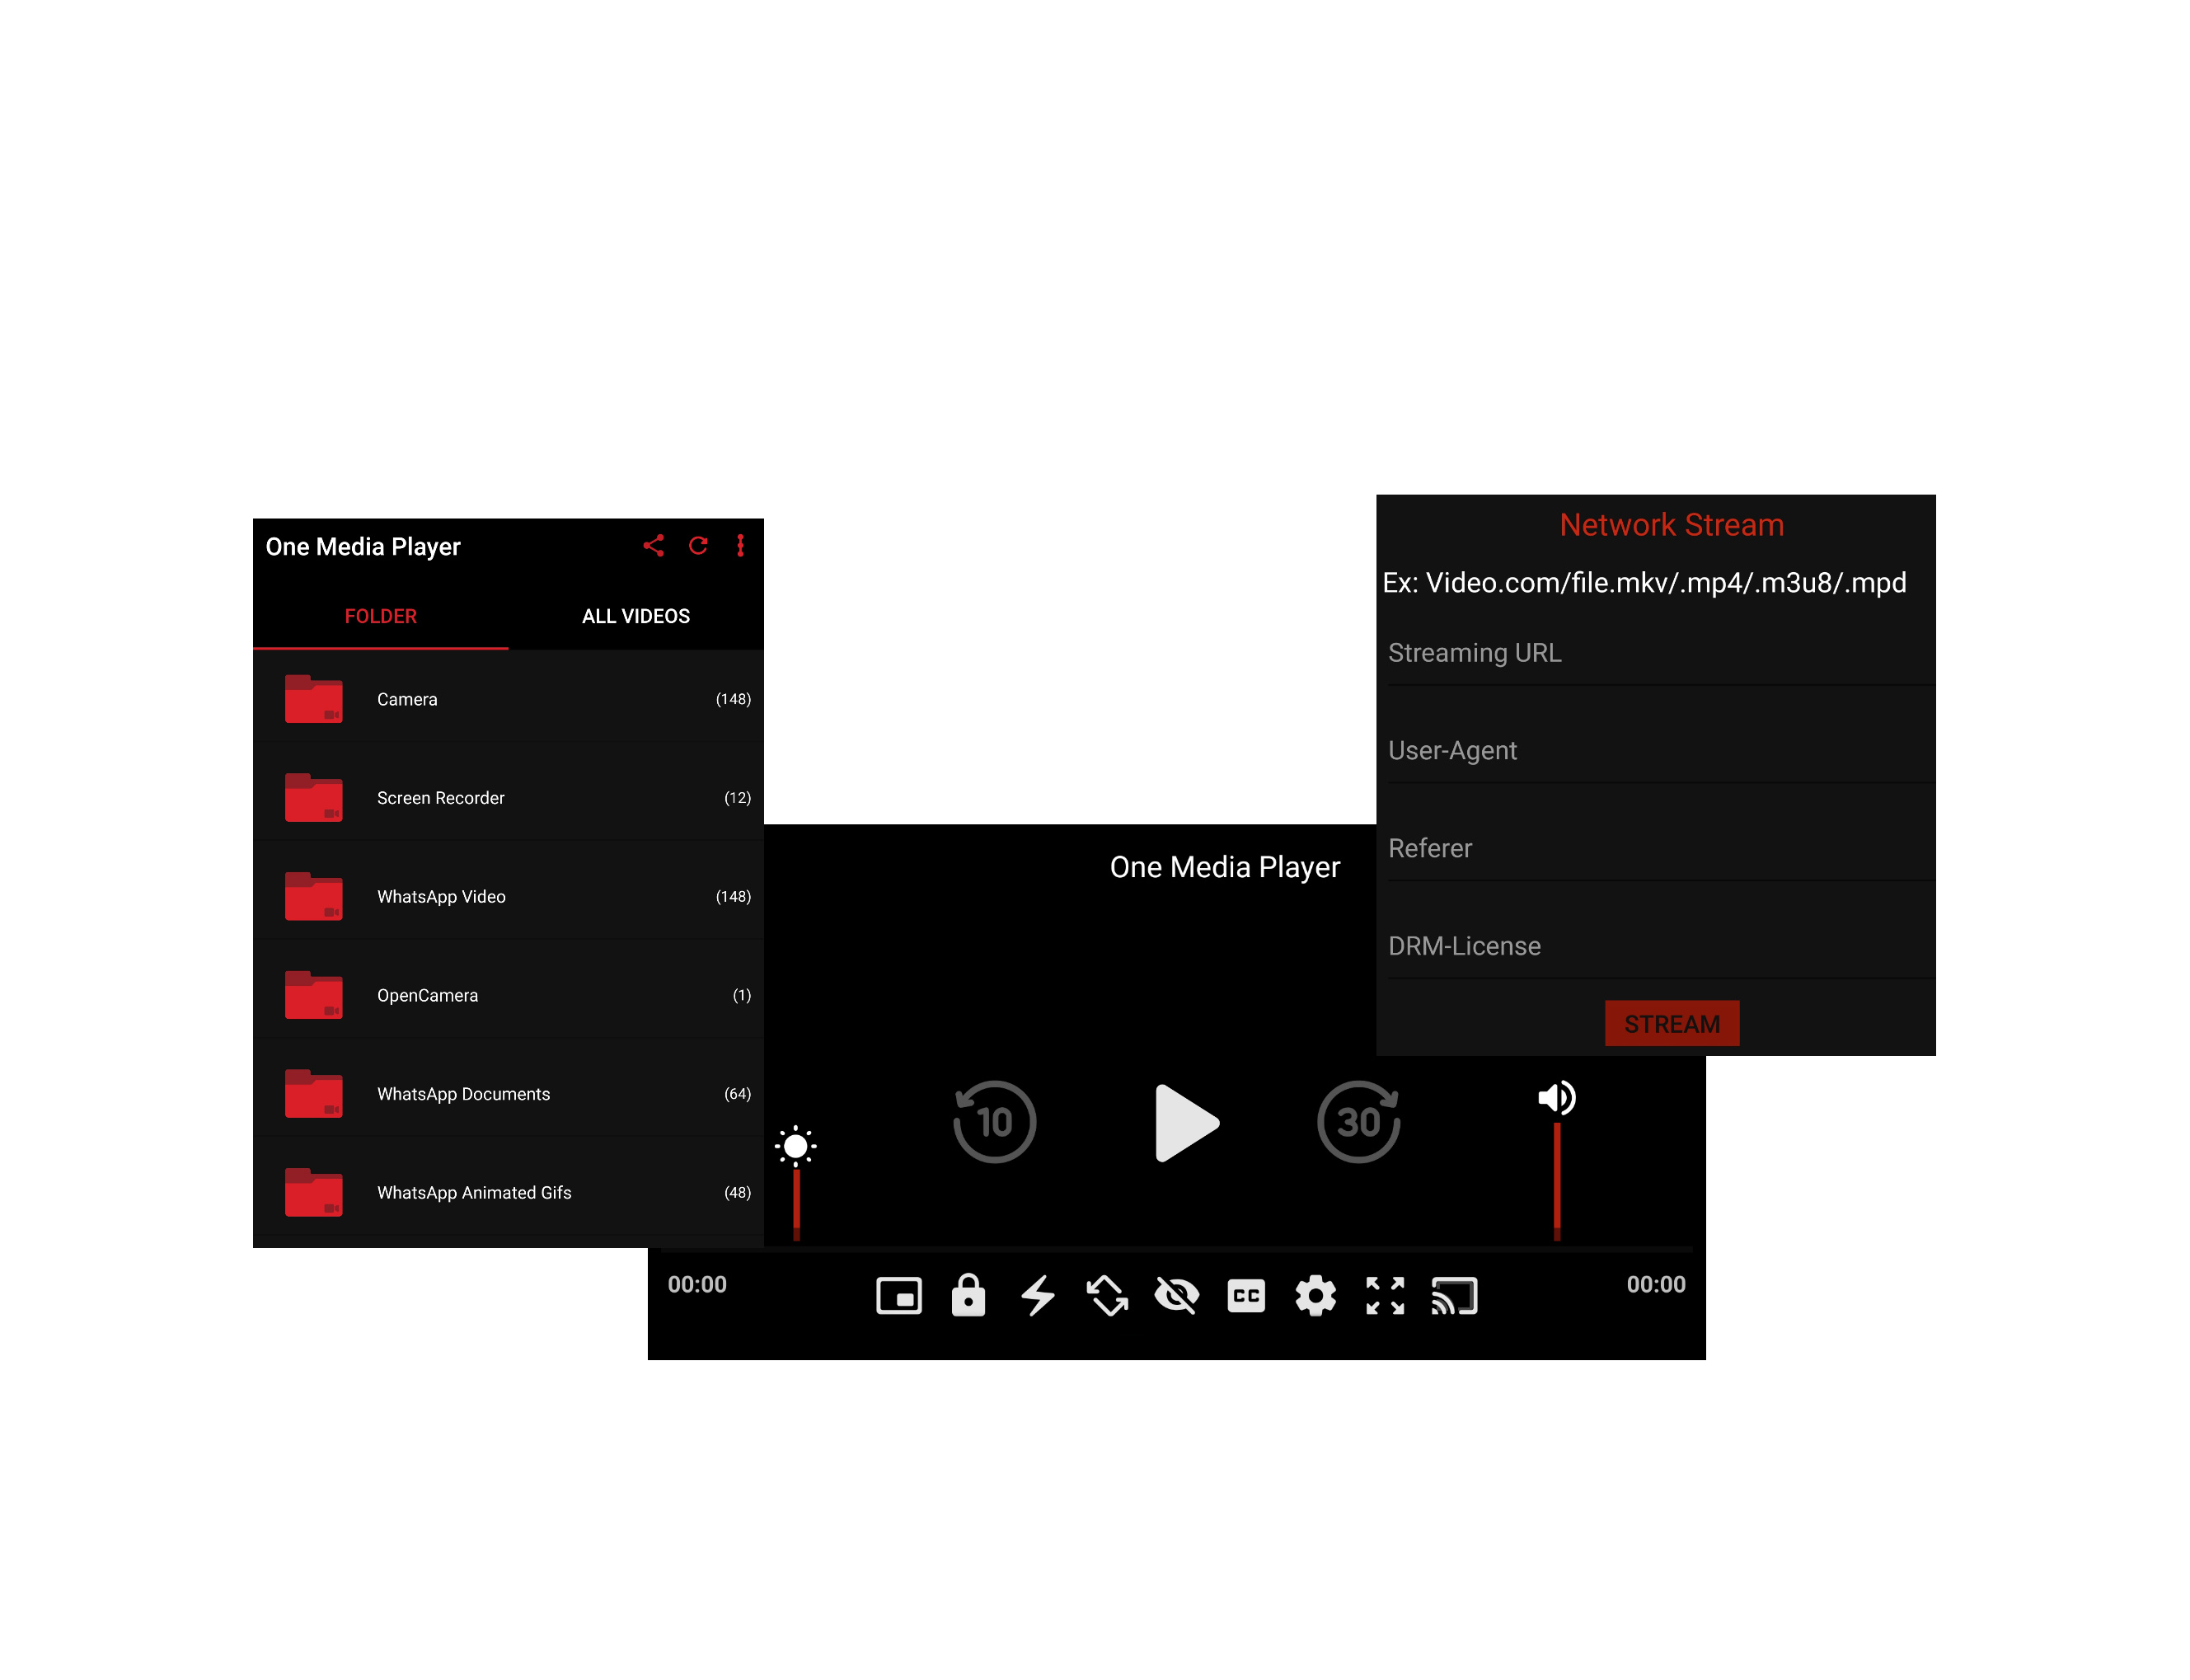 One Media Player
FOLDER
ALL VIDEOS
Camera (148)
Screen Recorder (12)
WhatsApp Video (148)
OpenCamera (1)
WhatsApp Documents (64)
WhatsApp Animated Gifs (48)
Network Stream
Ex: Video.com/file.mkv/.mp4/.m3u8/.mpd
Streaming URL
User-Agent
Referer
DRM-License
STREAM
One Media Player
10
30
00:00
CC
00:00